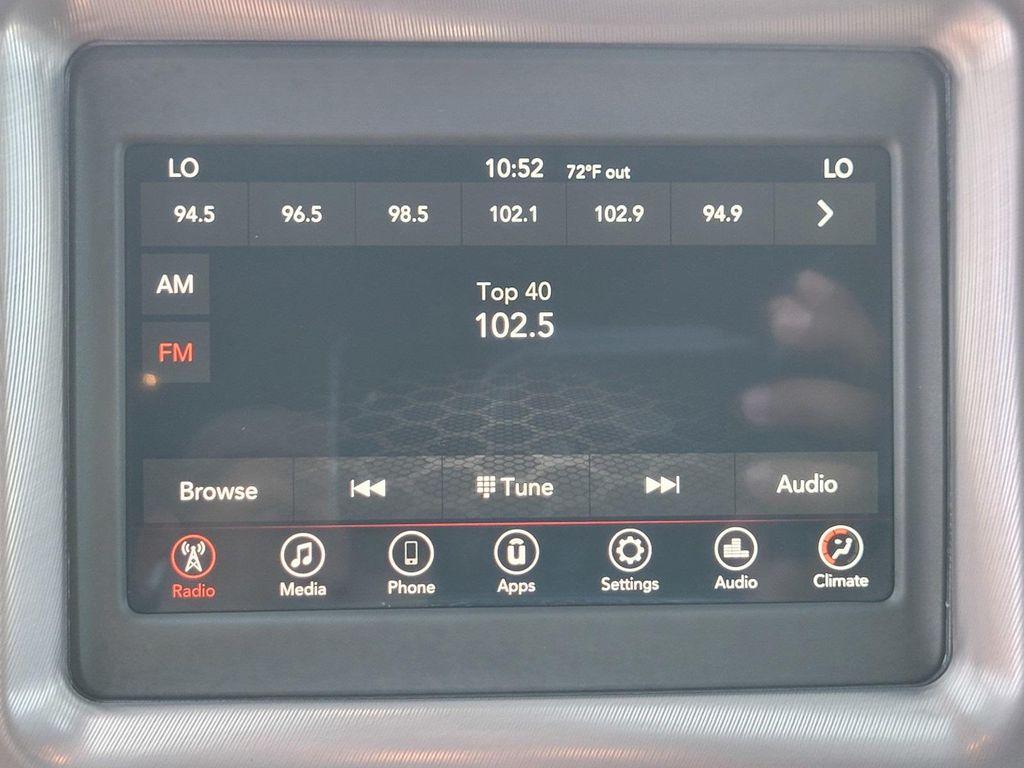 LO 10:52 72°F out LO
94.5 96.5 98.5 102.1 102.9 94.9
AM
Top 40
102.5
FM
Browse Tune Audio
Radio Media Phone Apps Settings Audio Climate